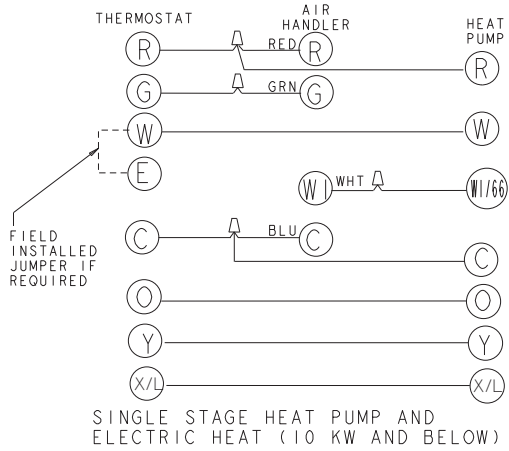 THERMOSTAT
AIR
HANDLER
HEAT
PUMP
R
RED
R
R
G
GRN
G
W
W
E
W1
WHT
W1/66
C
BLU
C
C
FIELD
INSTALLED
JUMPER IF
REQUIRED
O
O
Y
Y
X/L
X/L
SINGLE STAGE HEAT PUMP AND
ELECTRIC HEAT (10 KW AND BELOW)